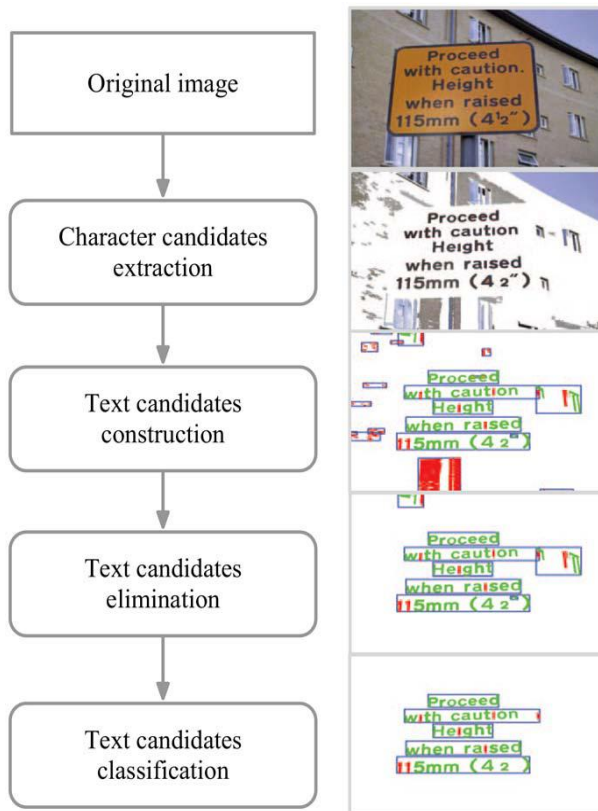 Original image
Proceed
with caution.
Height
when raised
115mm (4½")
Character candidates
extraction
Proceed
with caution
Height
when raised
115mm (4 2")
Text candidates
construction
Proceed
with caution
Height
when raised
115mm (4 2"
Text candidates
elimination
Proceed
with caution
Height
when raised
115mm (4 2"
Text candidates
classification
Proceed
with caution
Height
when raised
115mm (4 2")